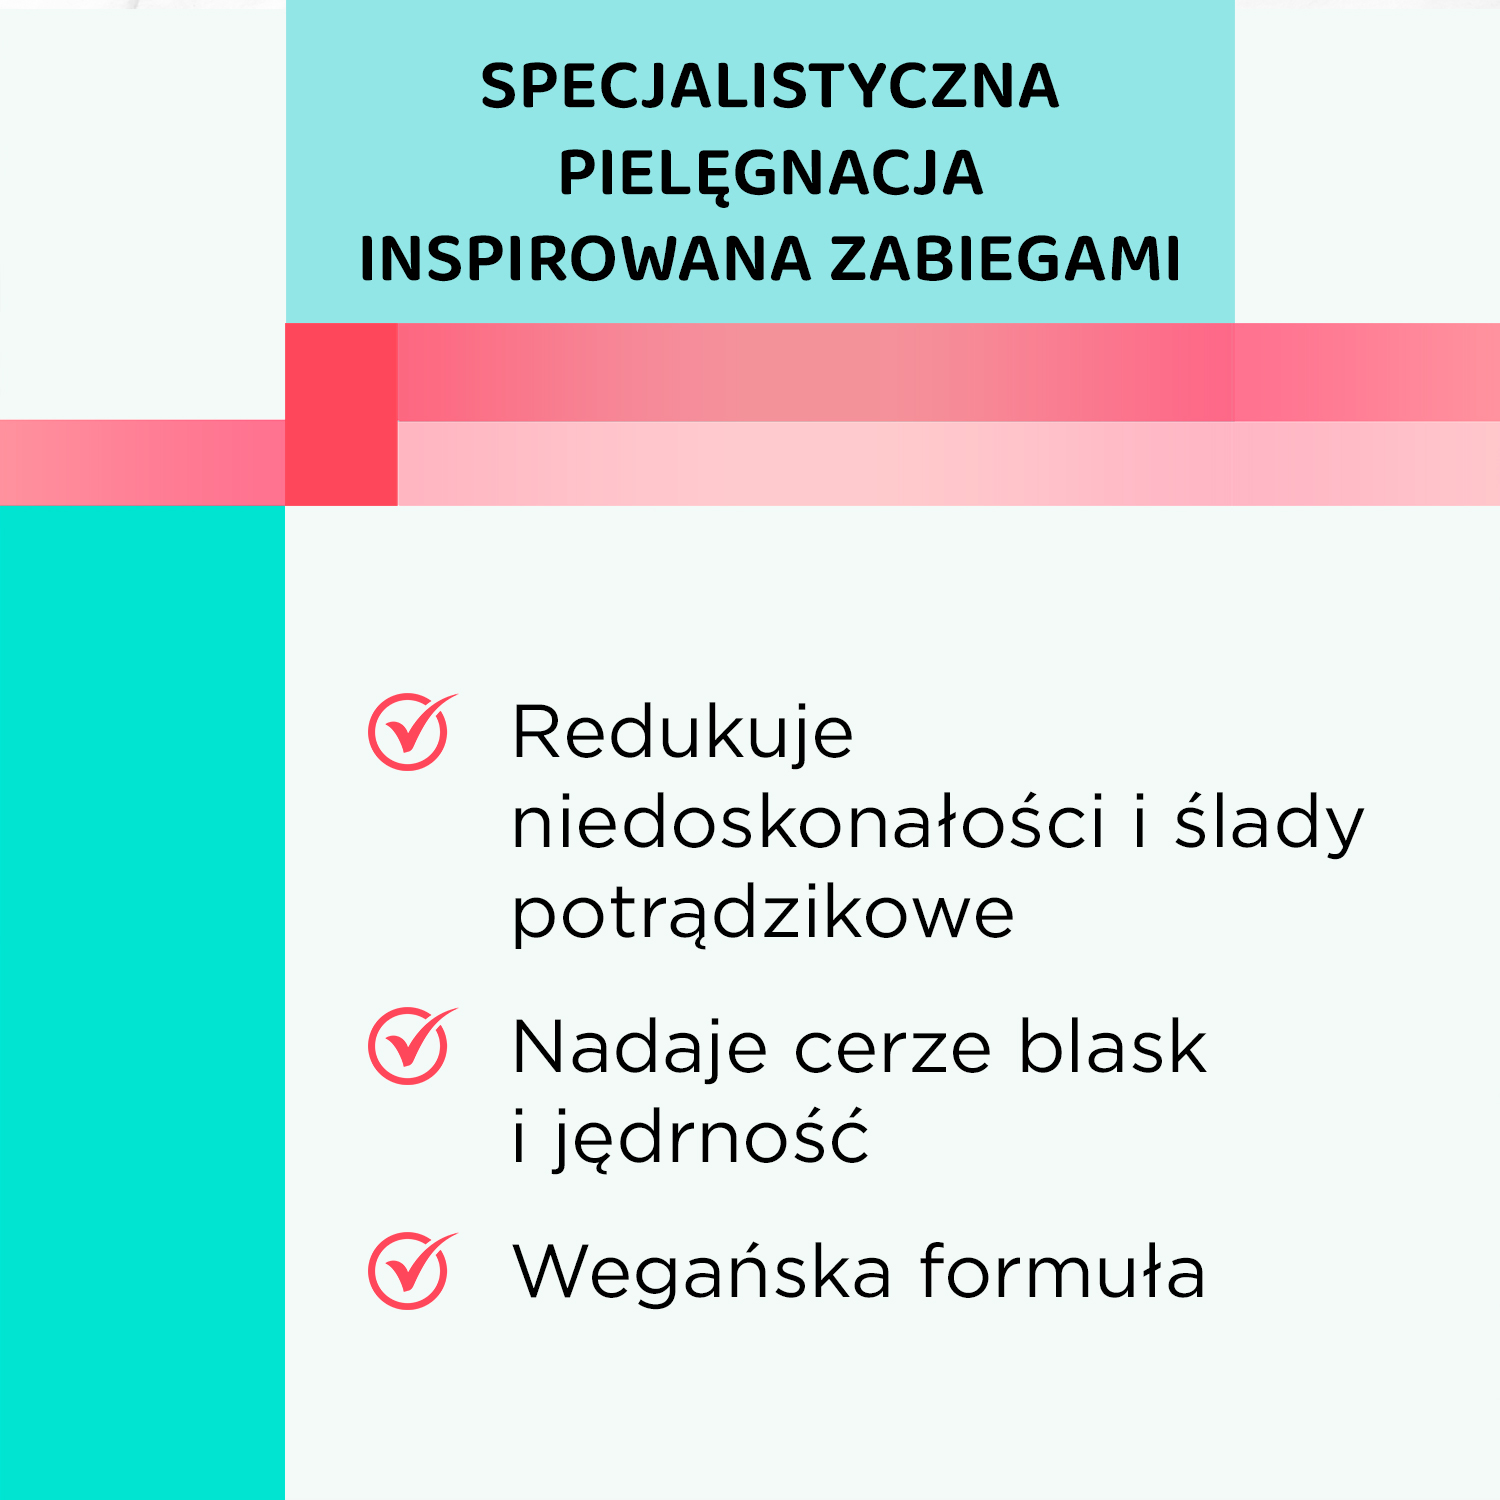 SPECJALISTYCZNA
PIELĘGNACJA
INSPIROWANA ZABIEGAMI
Redukuje
niedoskonałości i ślady
potrądzikowe
Nadaje cerze blask
i jędrność
Wegańska formuła